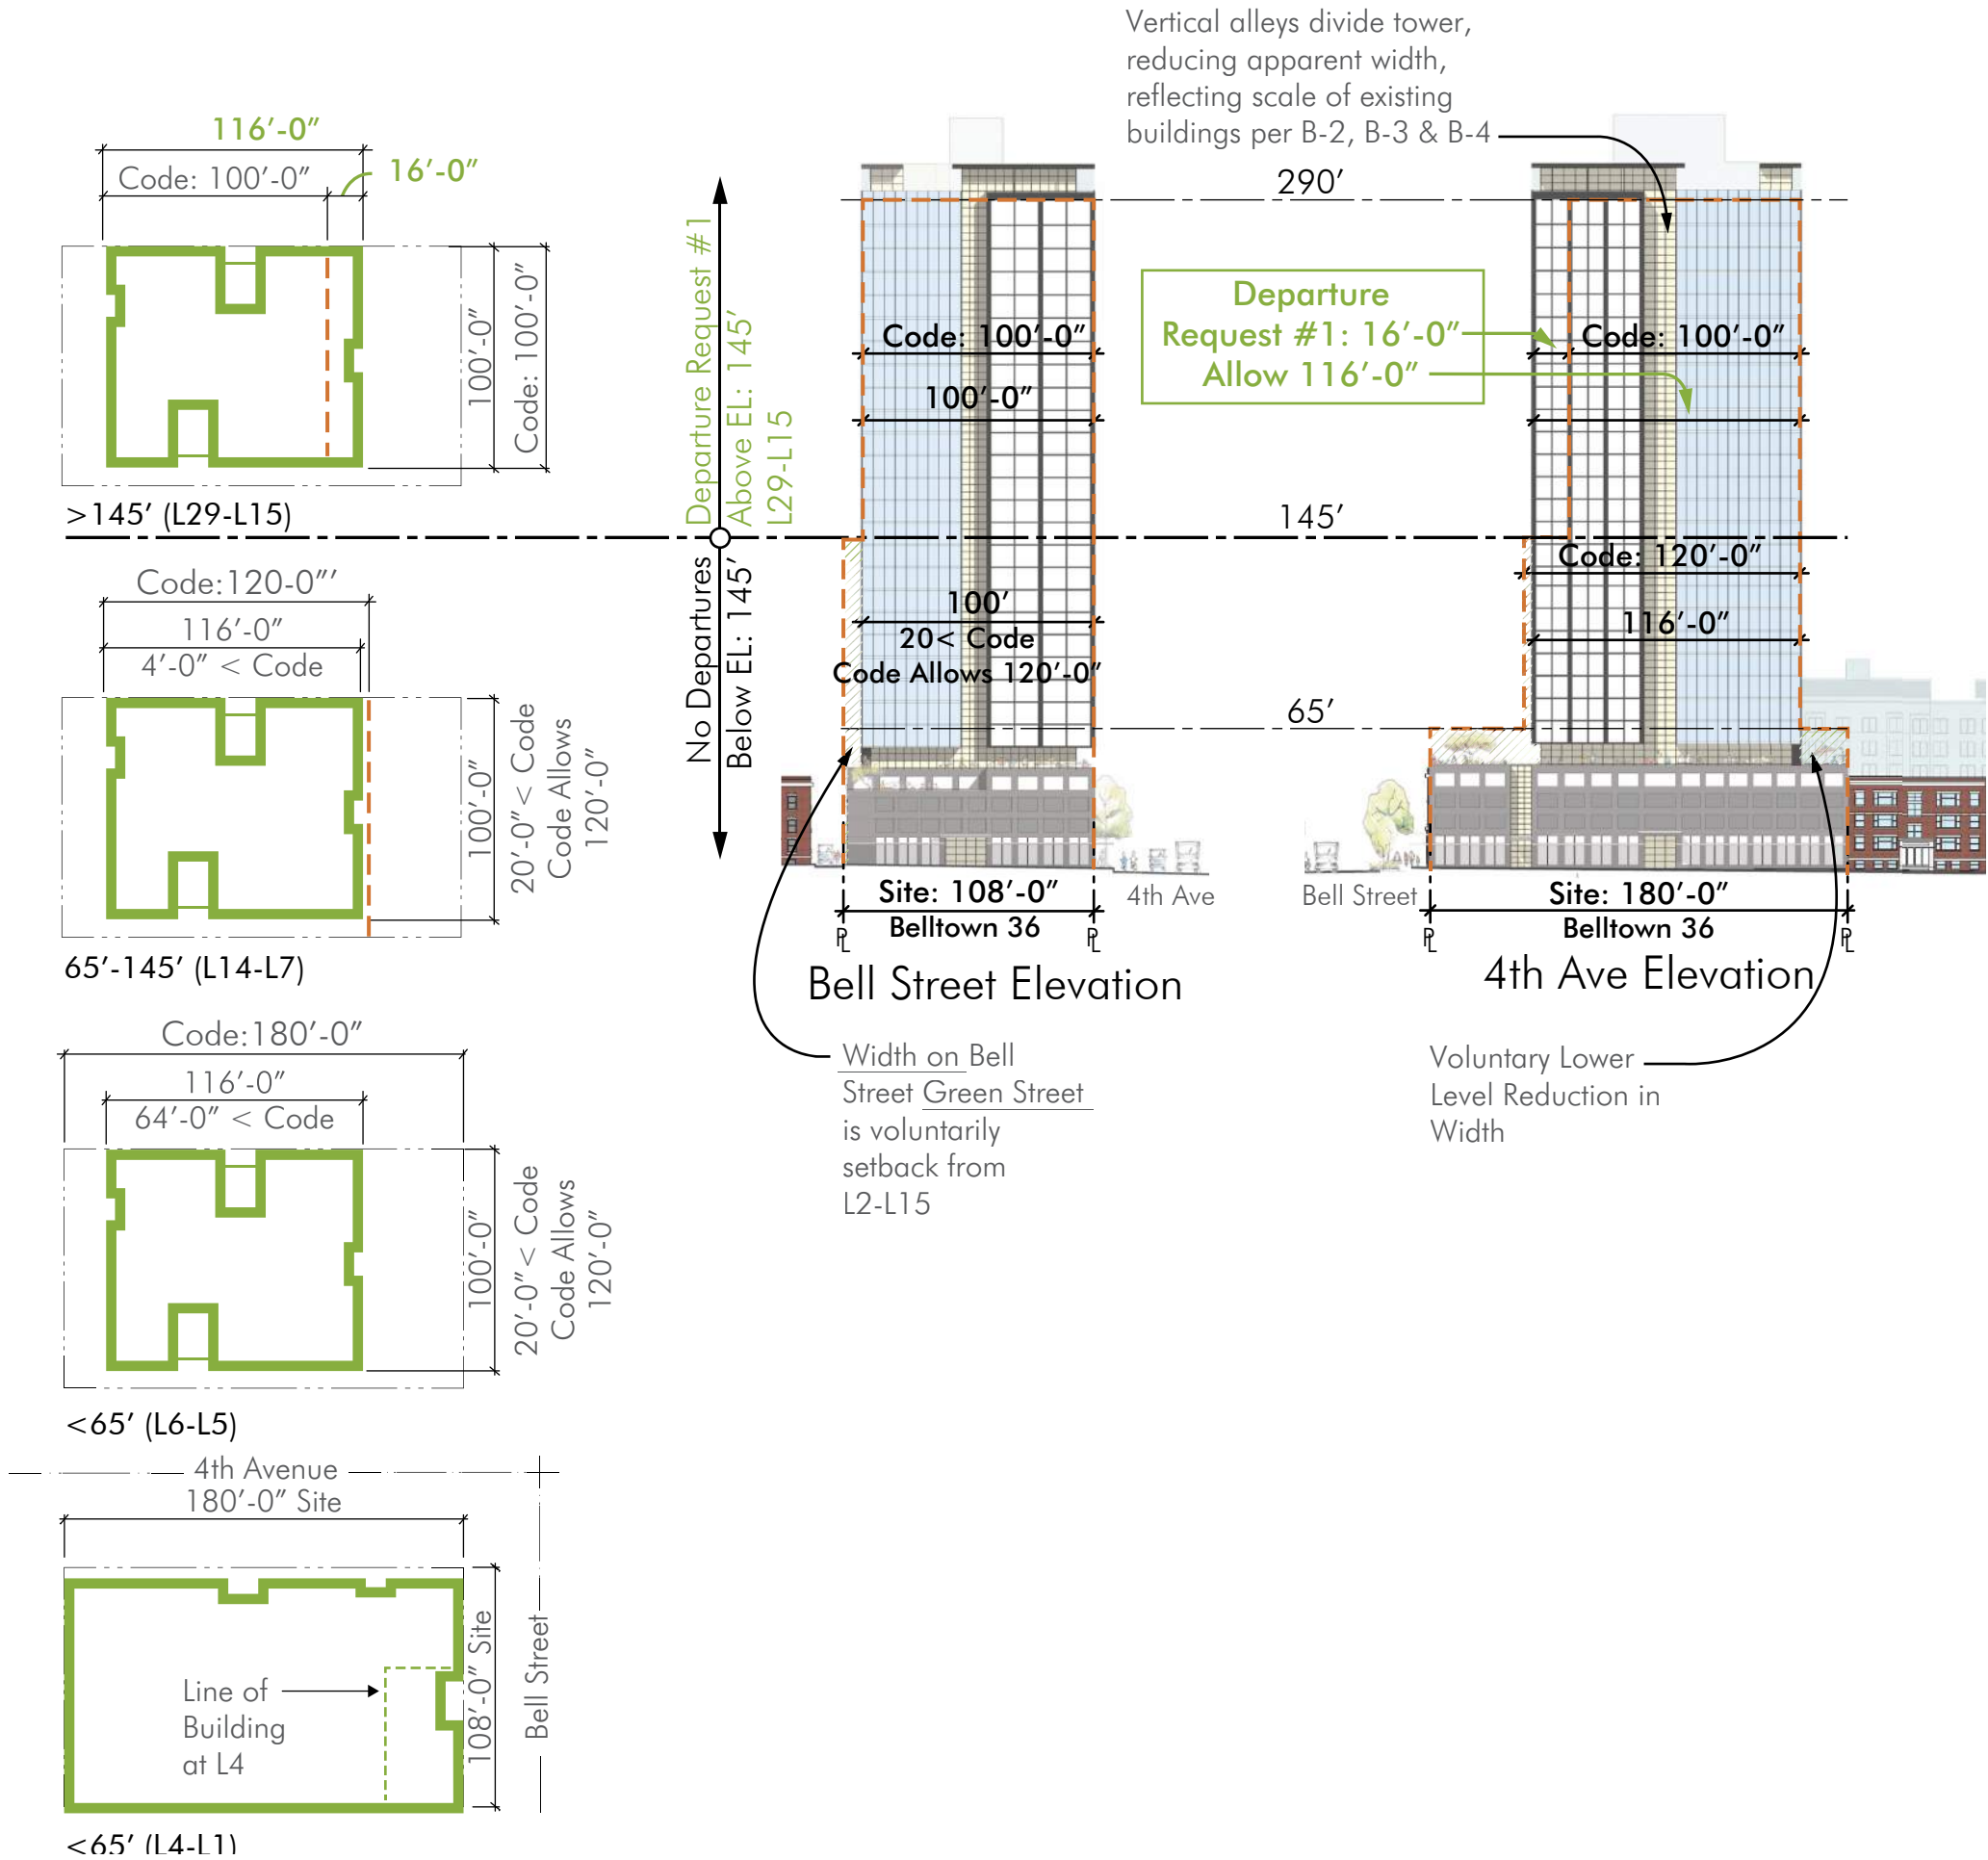 116′-0″
Code: 100′-0″
16′-0″
100′-0″
Code: 100′-0″
>145′ (L29-L15)
Code:120-0″′
116′-0″
4′-0″ < Code
100′-0″
20′-0″ < Code
Code Allows
120′-0″
65′-145′ (L14-L7)
Code:180′-0″
116′-0″
64′-0″ < Code
100′-0″
20′-0″ < Code
Code Allows
120′-0″
<65′ (L6-L5)
4th Avenue
180′-0″ Site
108′-0″ Site
Bell Street
Line of
Building
at L4
<65′ (L4-L1)
Departure Request #1
Above EL: 145′
L29-L15
No Departures
Below EL: 145′
Vertical alleys divide tower,
reducing apparent width,
reflecting scale of existing
buildings per B-2, B-3 & B-4
290′
Departure
Request #1: 16′-0″
Allow 116′-0″
Code: 100′-0″
100′-0″
Code: 100′-0″
145′
Code: 120′-0″
116′-0″
100′
20< Code
Code Allows 120′-0″
65′
Site: 108′-0″
Belltown 36
PL
PL
4th Ave
Bell Street
Site: 180′-0″
Belltown 36
PL
PL
Bell Street Elevation
4th Ave Elevation
Width on Bell
Street Green Street
is voluntarily
setback from
L2-L15
Voluntary Lower
Level Reduction in
Width